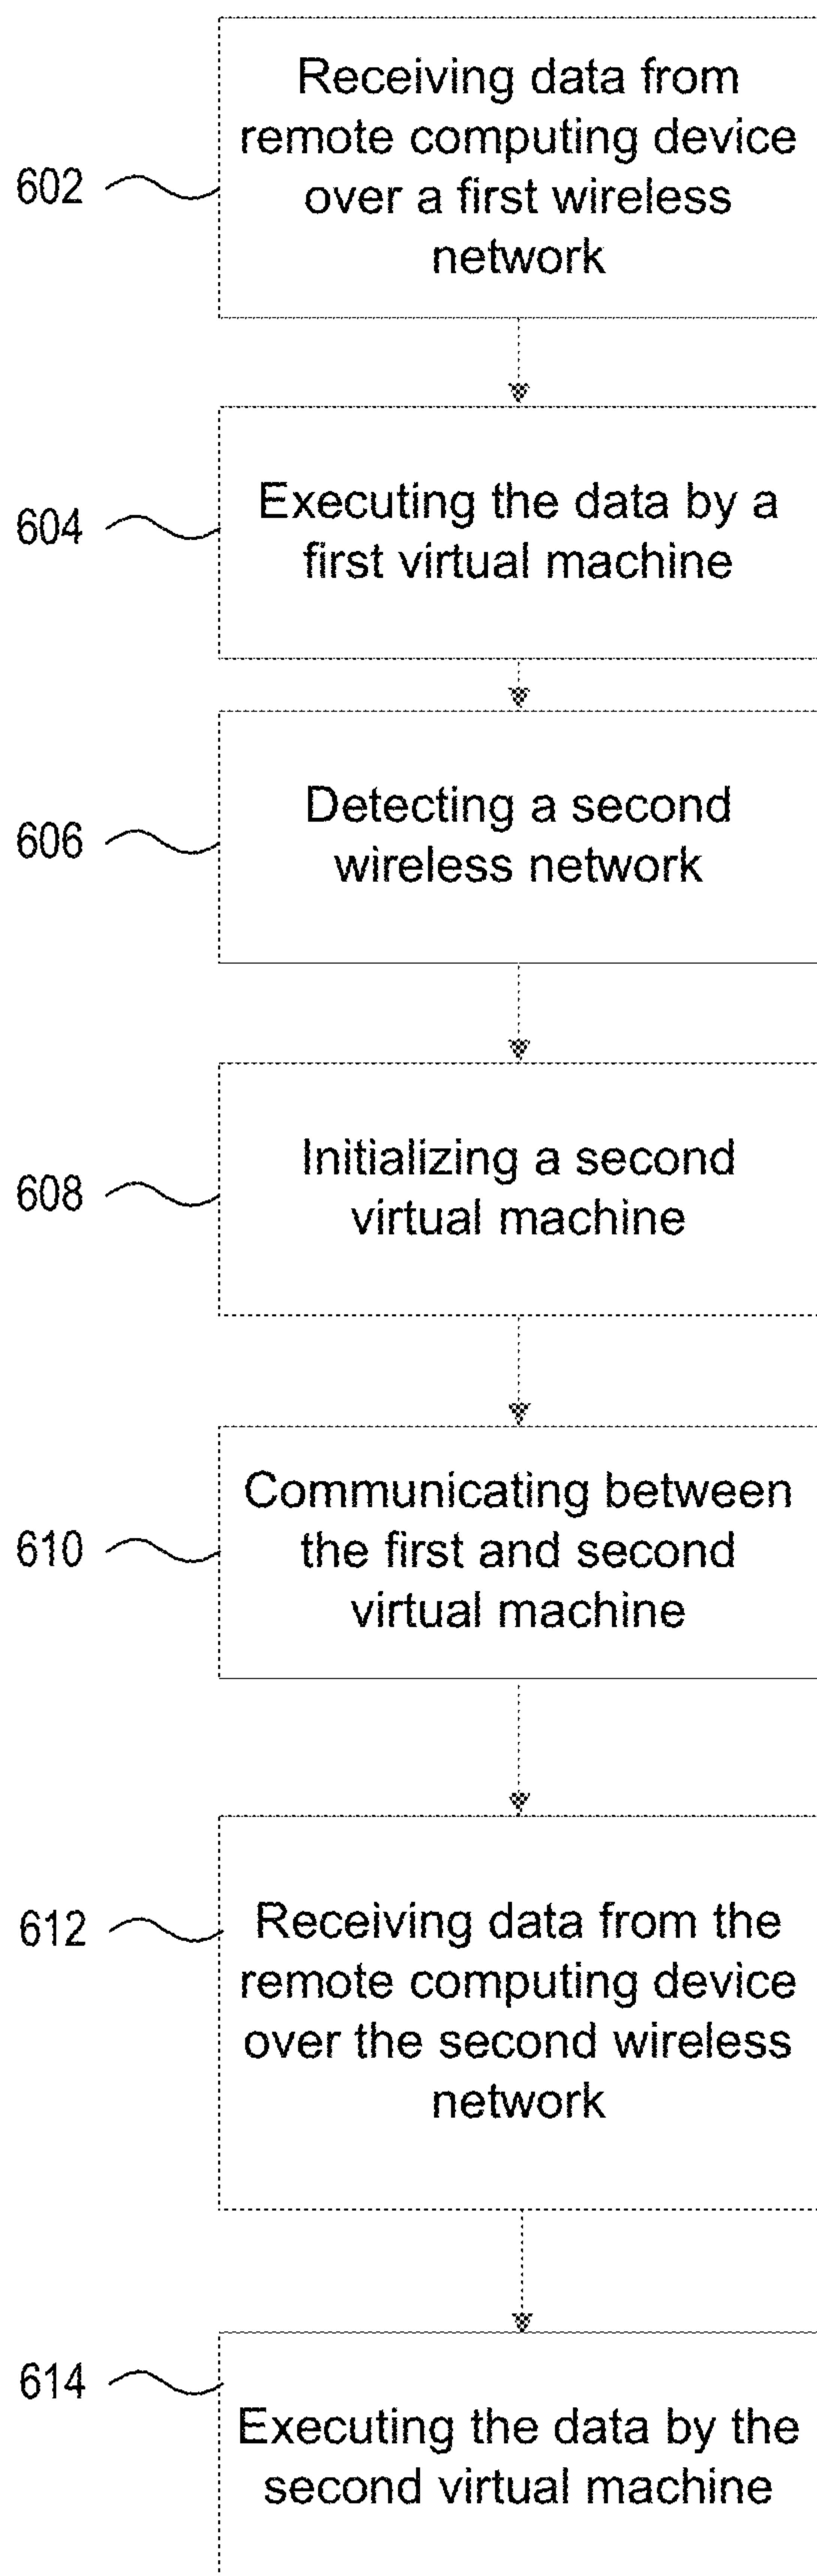 Receiving data from
remote computing device
602
over a first wireless
network
Executing the data by a
604
first virtual machine
Detecting a second
606
wireless network
Initializing a second
608
virtual machine
Communicating between
610
the first and second
virtual machine
612
Receiving data from the
remote computing device
over the second wireless
network
614
Executing the data by the
second virtual machine